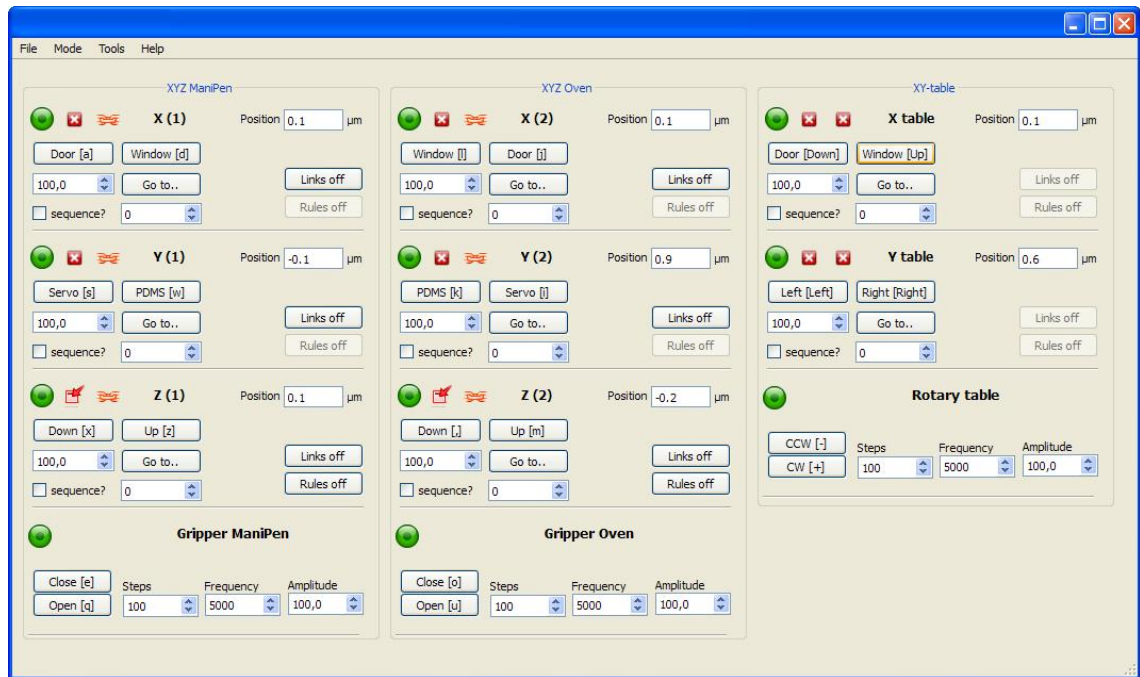 File Mode Tools Help
XYZ ManiPen
X (1) Position 0.1 µm
Door [a] Window [d]
100,0 Go to.. Links off
sequence? 0 Rules off
Y (1) Position -0.1 µm
Servo [s] PDMS [w]
100,0 Go to.. Links off
sequence? 0 Rules off
Z (1) Position 0.1 µm
Down [x] Up [z]
100,0 Go to.. Links off
sequence? 0 Rules off
Gripper ManiPen
Close [e] Steps Frequency Amplitude
Open [q] 100 5000 100,0
XYZ Oven
X (2) Position 0.1 µm
Window [l] Door [j]
100,0 Go to.. Links off
sequence? 0 Rules off
Y (2) Position 0.9 µm
PDMS [k] Servo [i]
100,0 Go to.. Links off
sequence? 0 Rules off
Z (2) Position -0.2 µm
Down [,] Up [m]
100,0 Go to.. Links off
sequence? 0 Rules off
Gripper Oven
Close [o] Steps Frequency Amplitude
Open [u] 100 5000 100,0
XY-table
X table Position 0.1 µm
Door [Down] Window [Up]
100,0 Go to.. Links off
sequence? 0 Rules off
Y table Position 0.6 µm
Left [Left] Right [Right]
100,0 Go to.. Links off
sequence? 0 Rules off
Rotary table
CCW [-] Steps Frequency Amplitude
CW [+] 100 5000 100,0